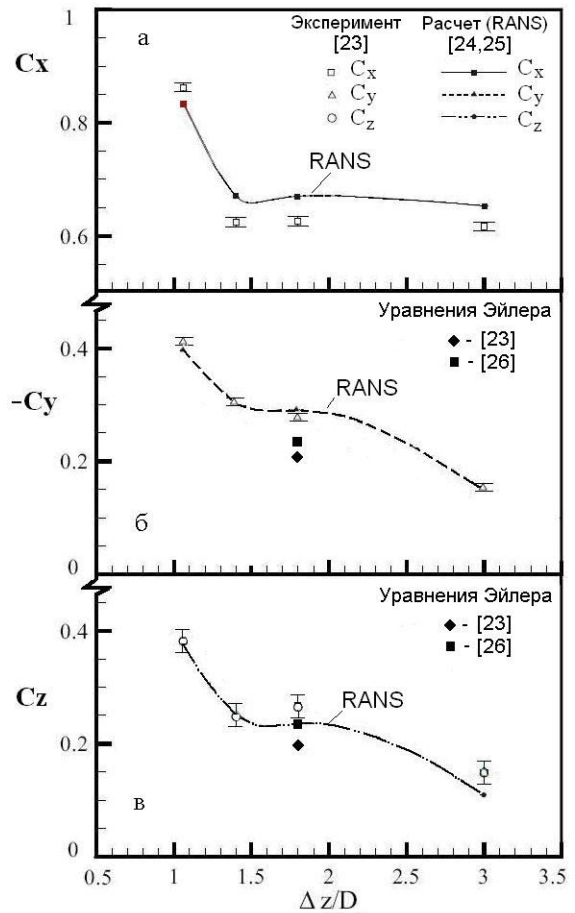 1
Cx
а
Эксперимент
[23]
Расчет (RANS)
[24,25]
Cx Cx
Cy Cy
Cz Cz
RANS
0.8
0.6
Уравнения Эйлера
- [23]
- [26]
0.4
-Cy
RANS
0.2
б
0
Уравнения Эйлера
- [23]
- [26]
0.4
Cz
RANS
0.2
в
0
0.5 1 1.5 2 2.5 3 3.5
Δ z/D